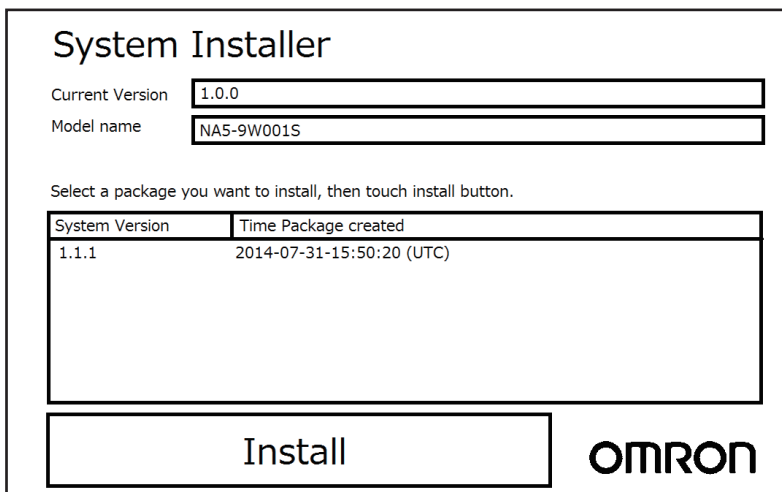 System Installer
Current Version 1.0.0
Model name NA5-9W001S
Select a package you want to install, then touch install button.
System Version Time Package created
1.1.1 2014-07-31-15:50:20 (UTC)
Install
OMRON